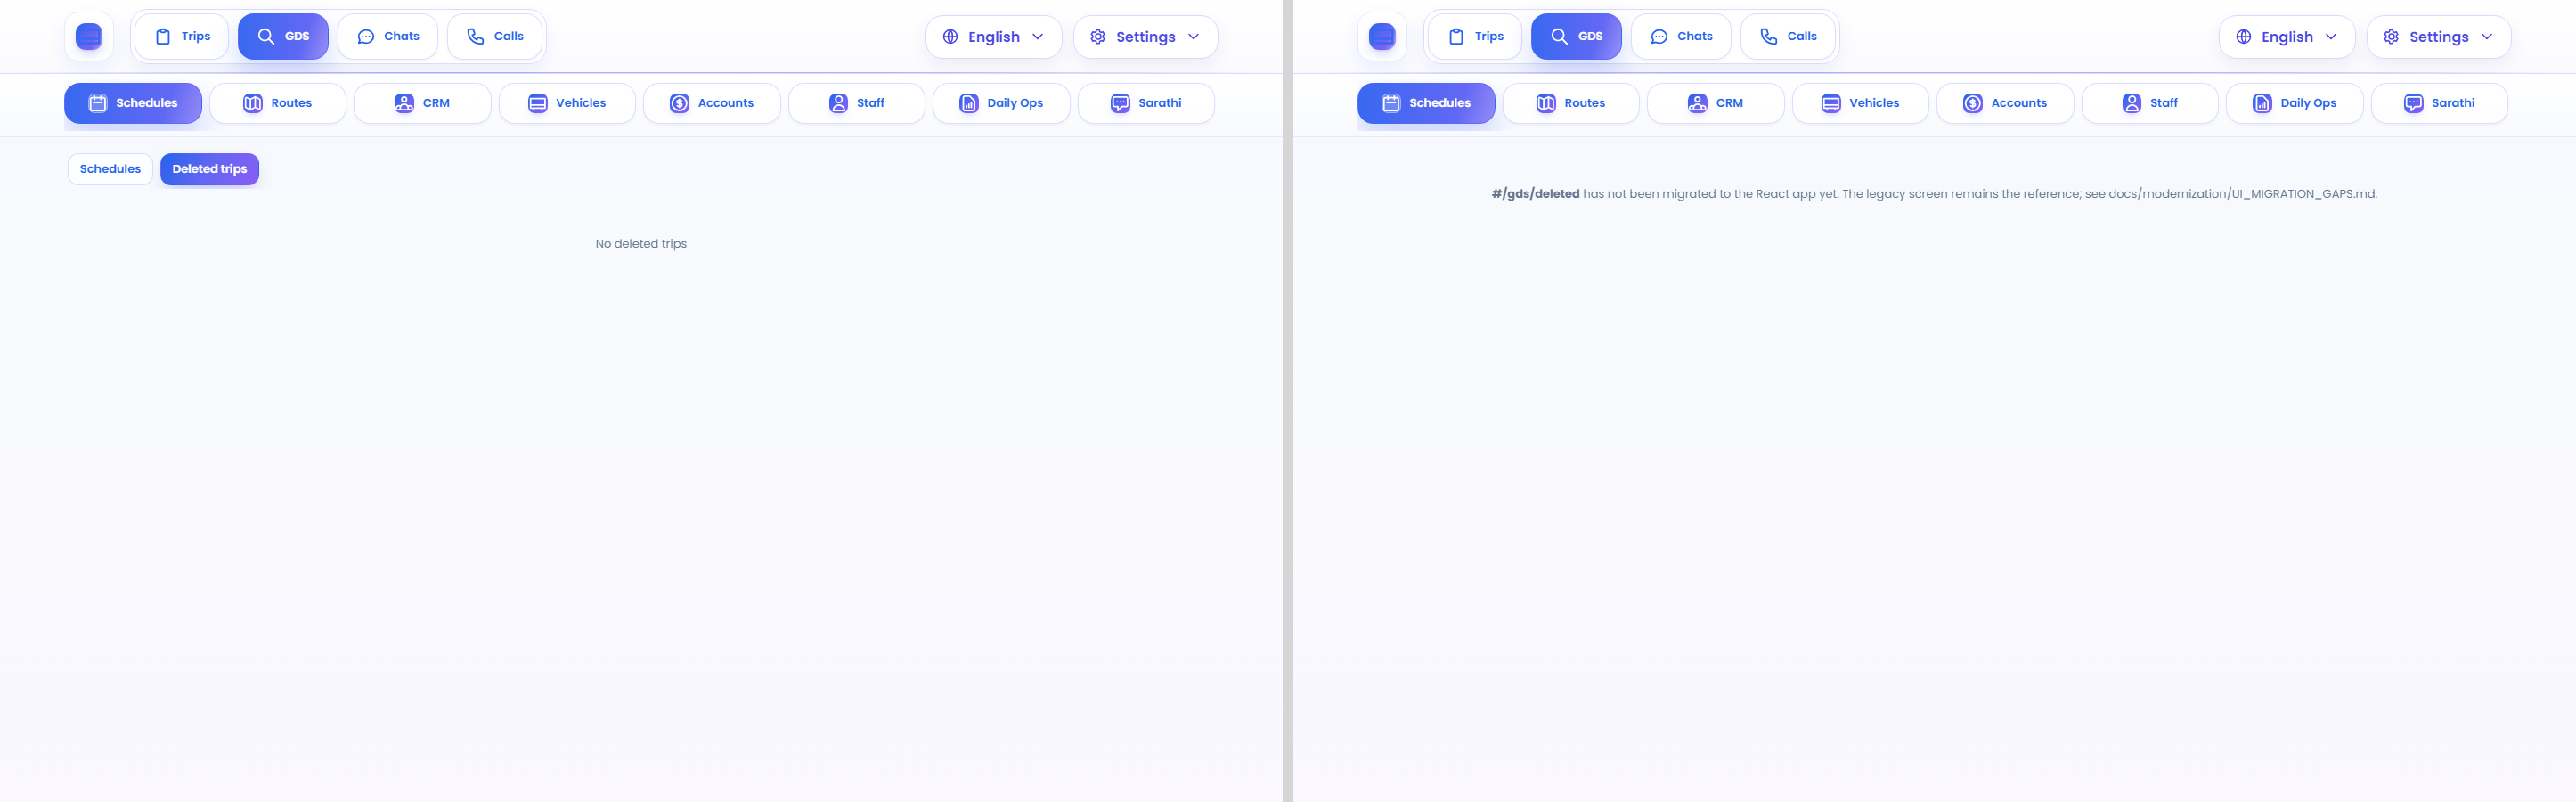 Trips GDS Chats Calls English Settings
Schedules Routes CRM Vehicles Accounts Staff Daily Ops Sarathi
Schedules Deleted trips
No deleted trips
Trips GDS Chats Calls English Settings
Schedules Routes CRM Vehicles Accounts Staff Daily Ops Sarathi
#/gds/deleted has not been migrated to the React app yet. The legacy screen remains the reference; see docs/modernization/UI_MIGRATION_GAPS.md.